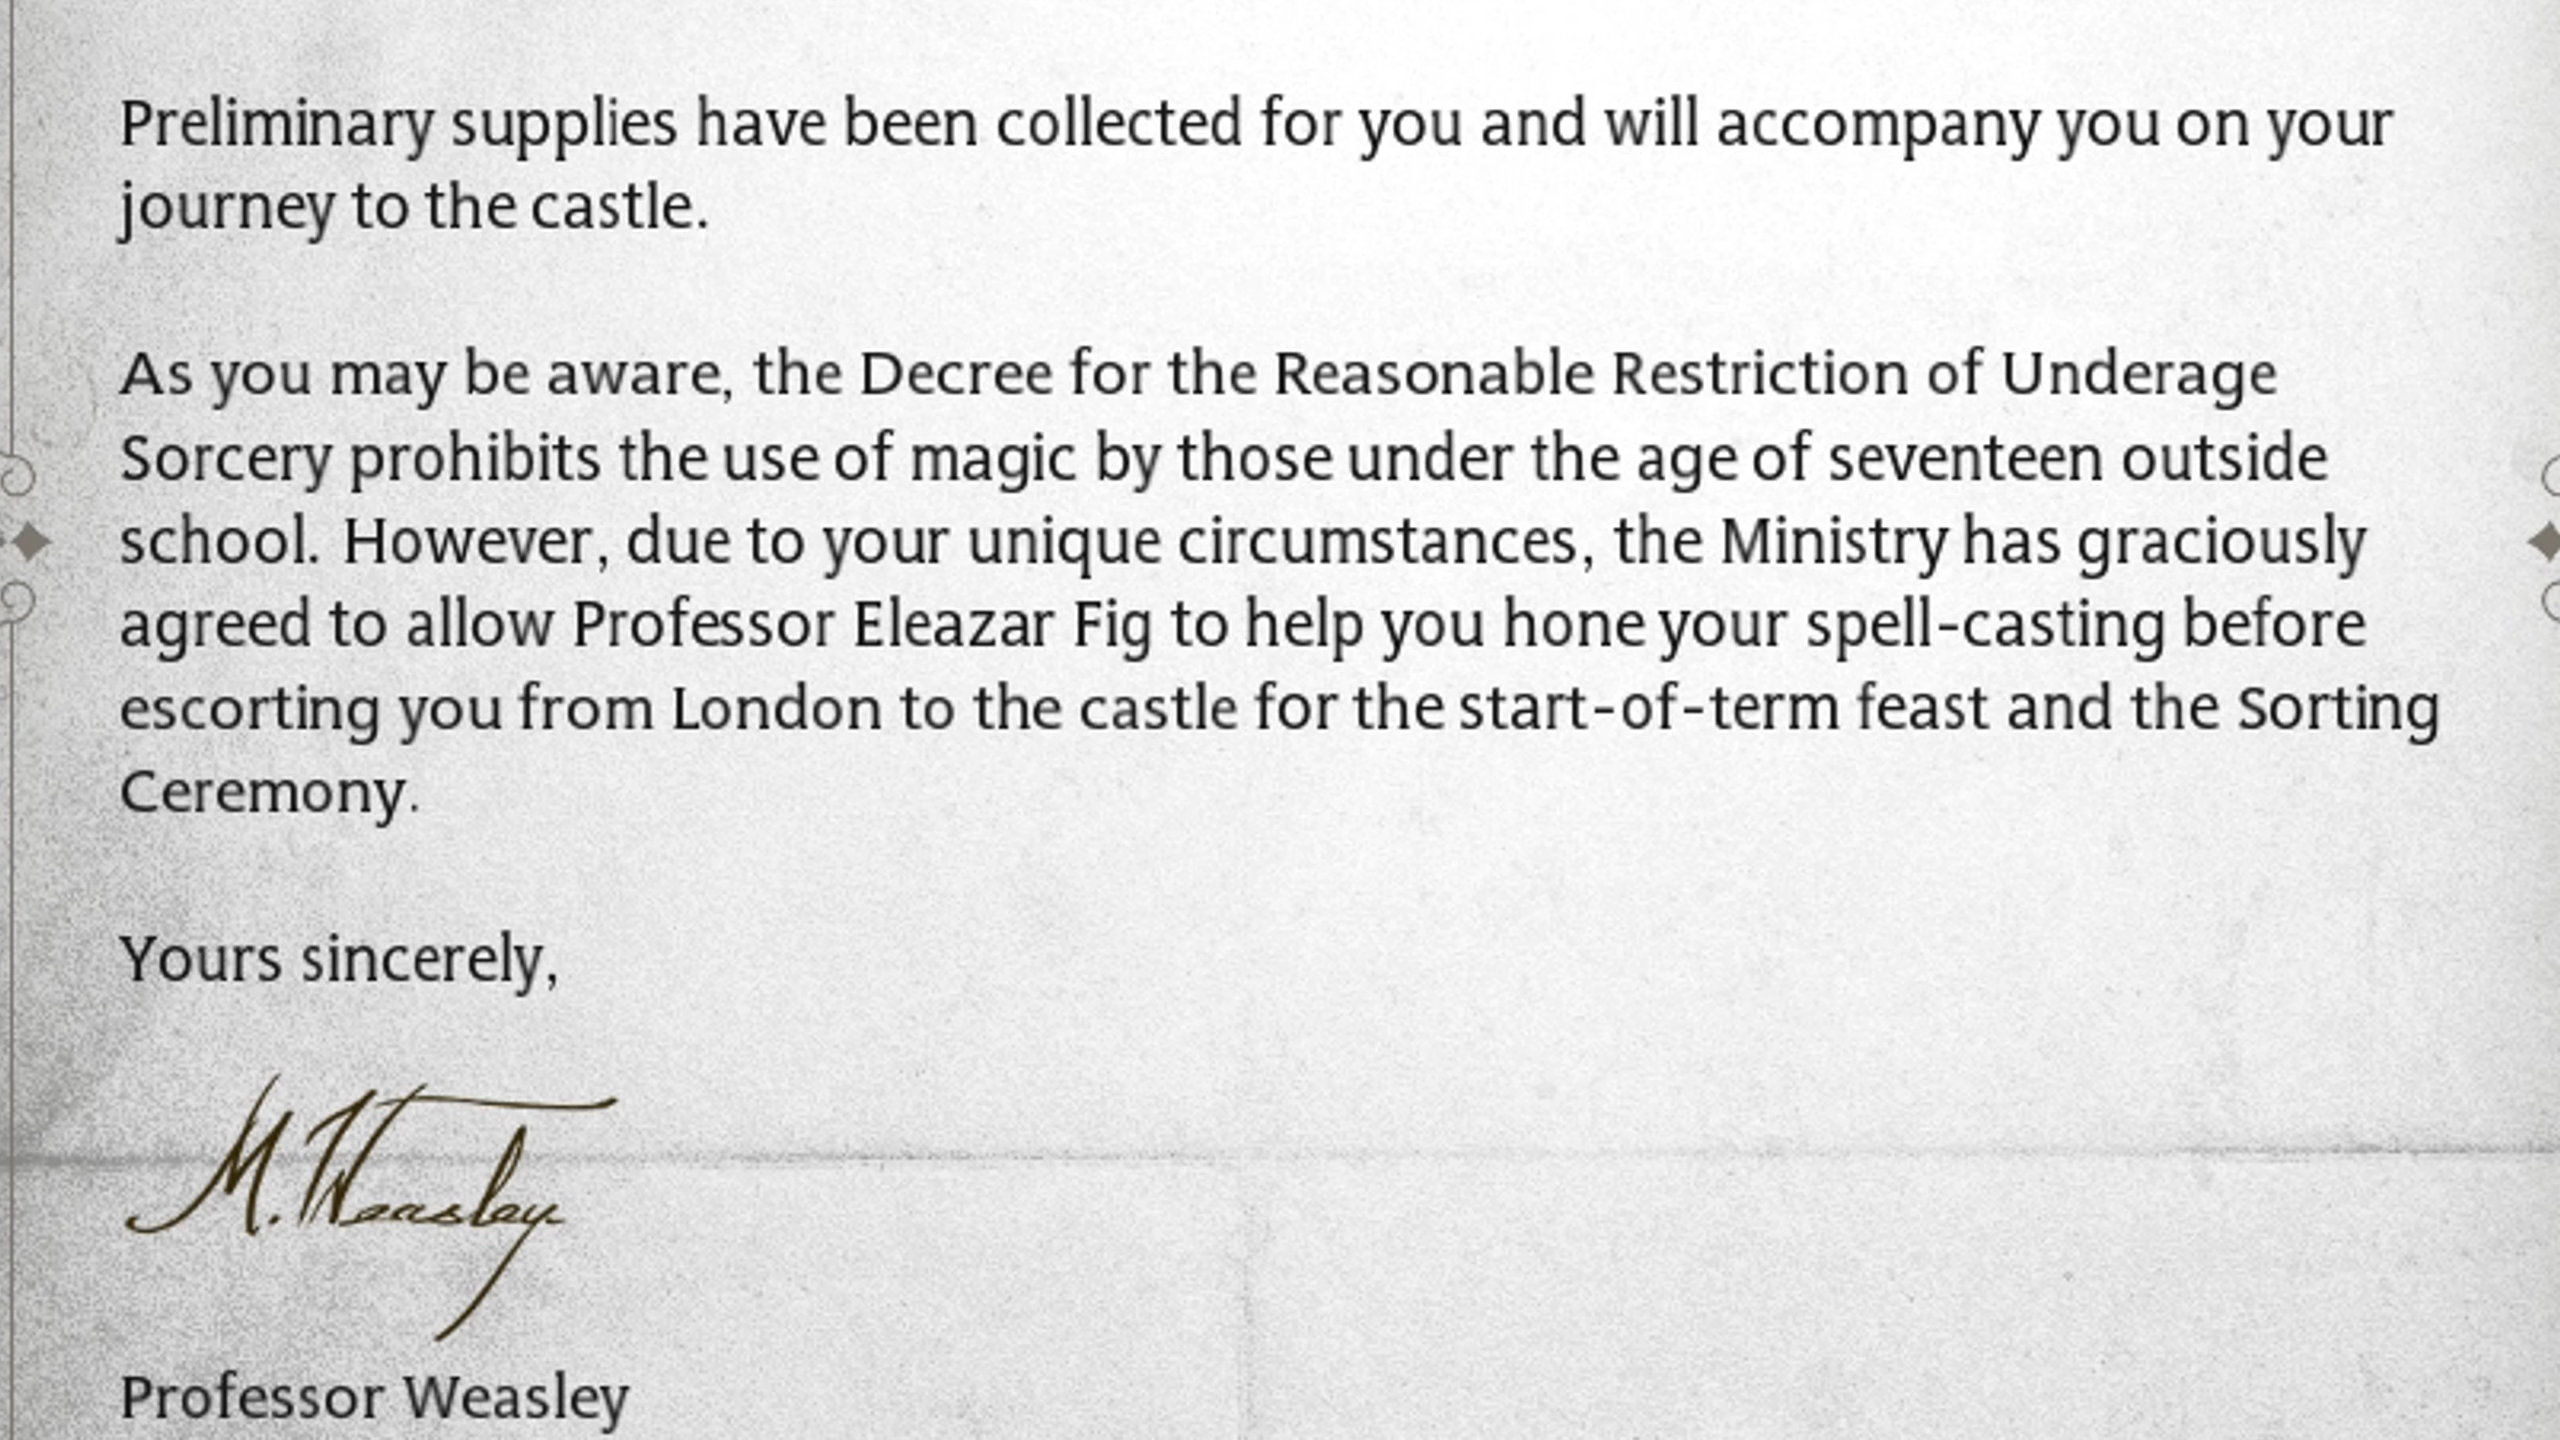 Preliminary supplies have been collected for you and will accompany you on your
journey to the castle.
As you may be aware, the Decree for the Reasonable Restriction of Underage
Sorcery prohibits the use of magic by those under the age of seventeen outside
school. However, due to your unique circumstances, the Ministry has graciously
agreed to allow Professor Eleazar Fig to help you hone your spell-casting before
escorting you from London to the castle for the start-of-term feast and the Sorting
Ceremony.
Yours sincerely,
M. Weasley
Professor Weasley